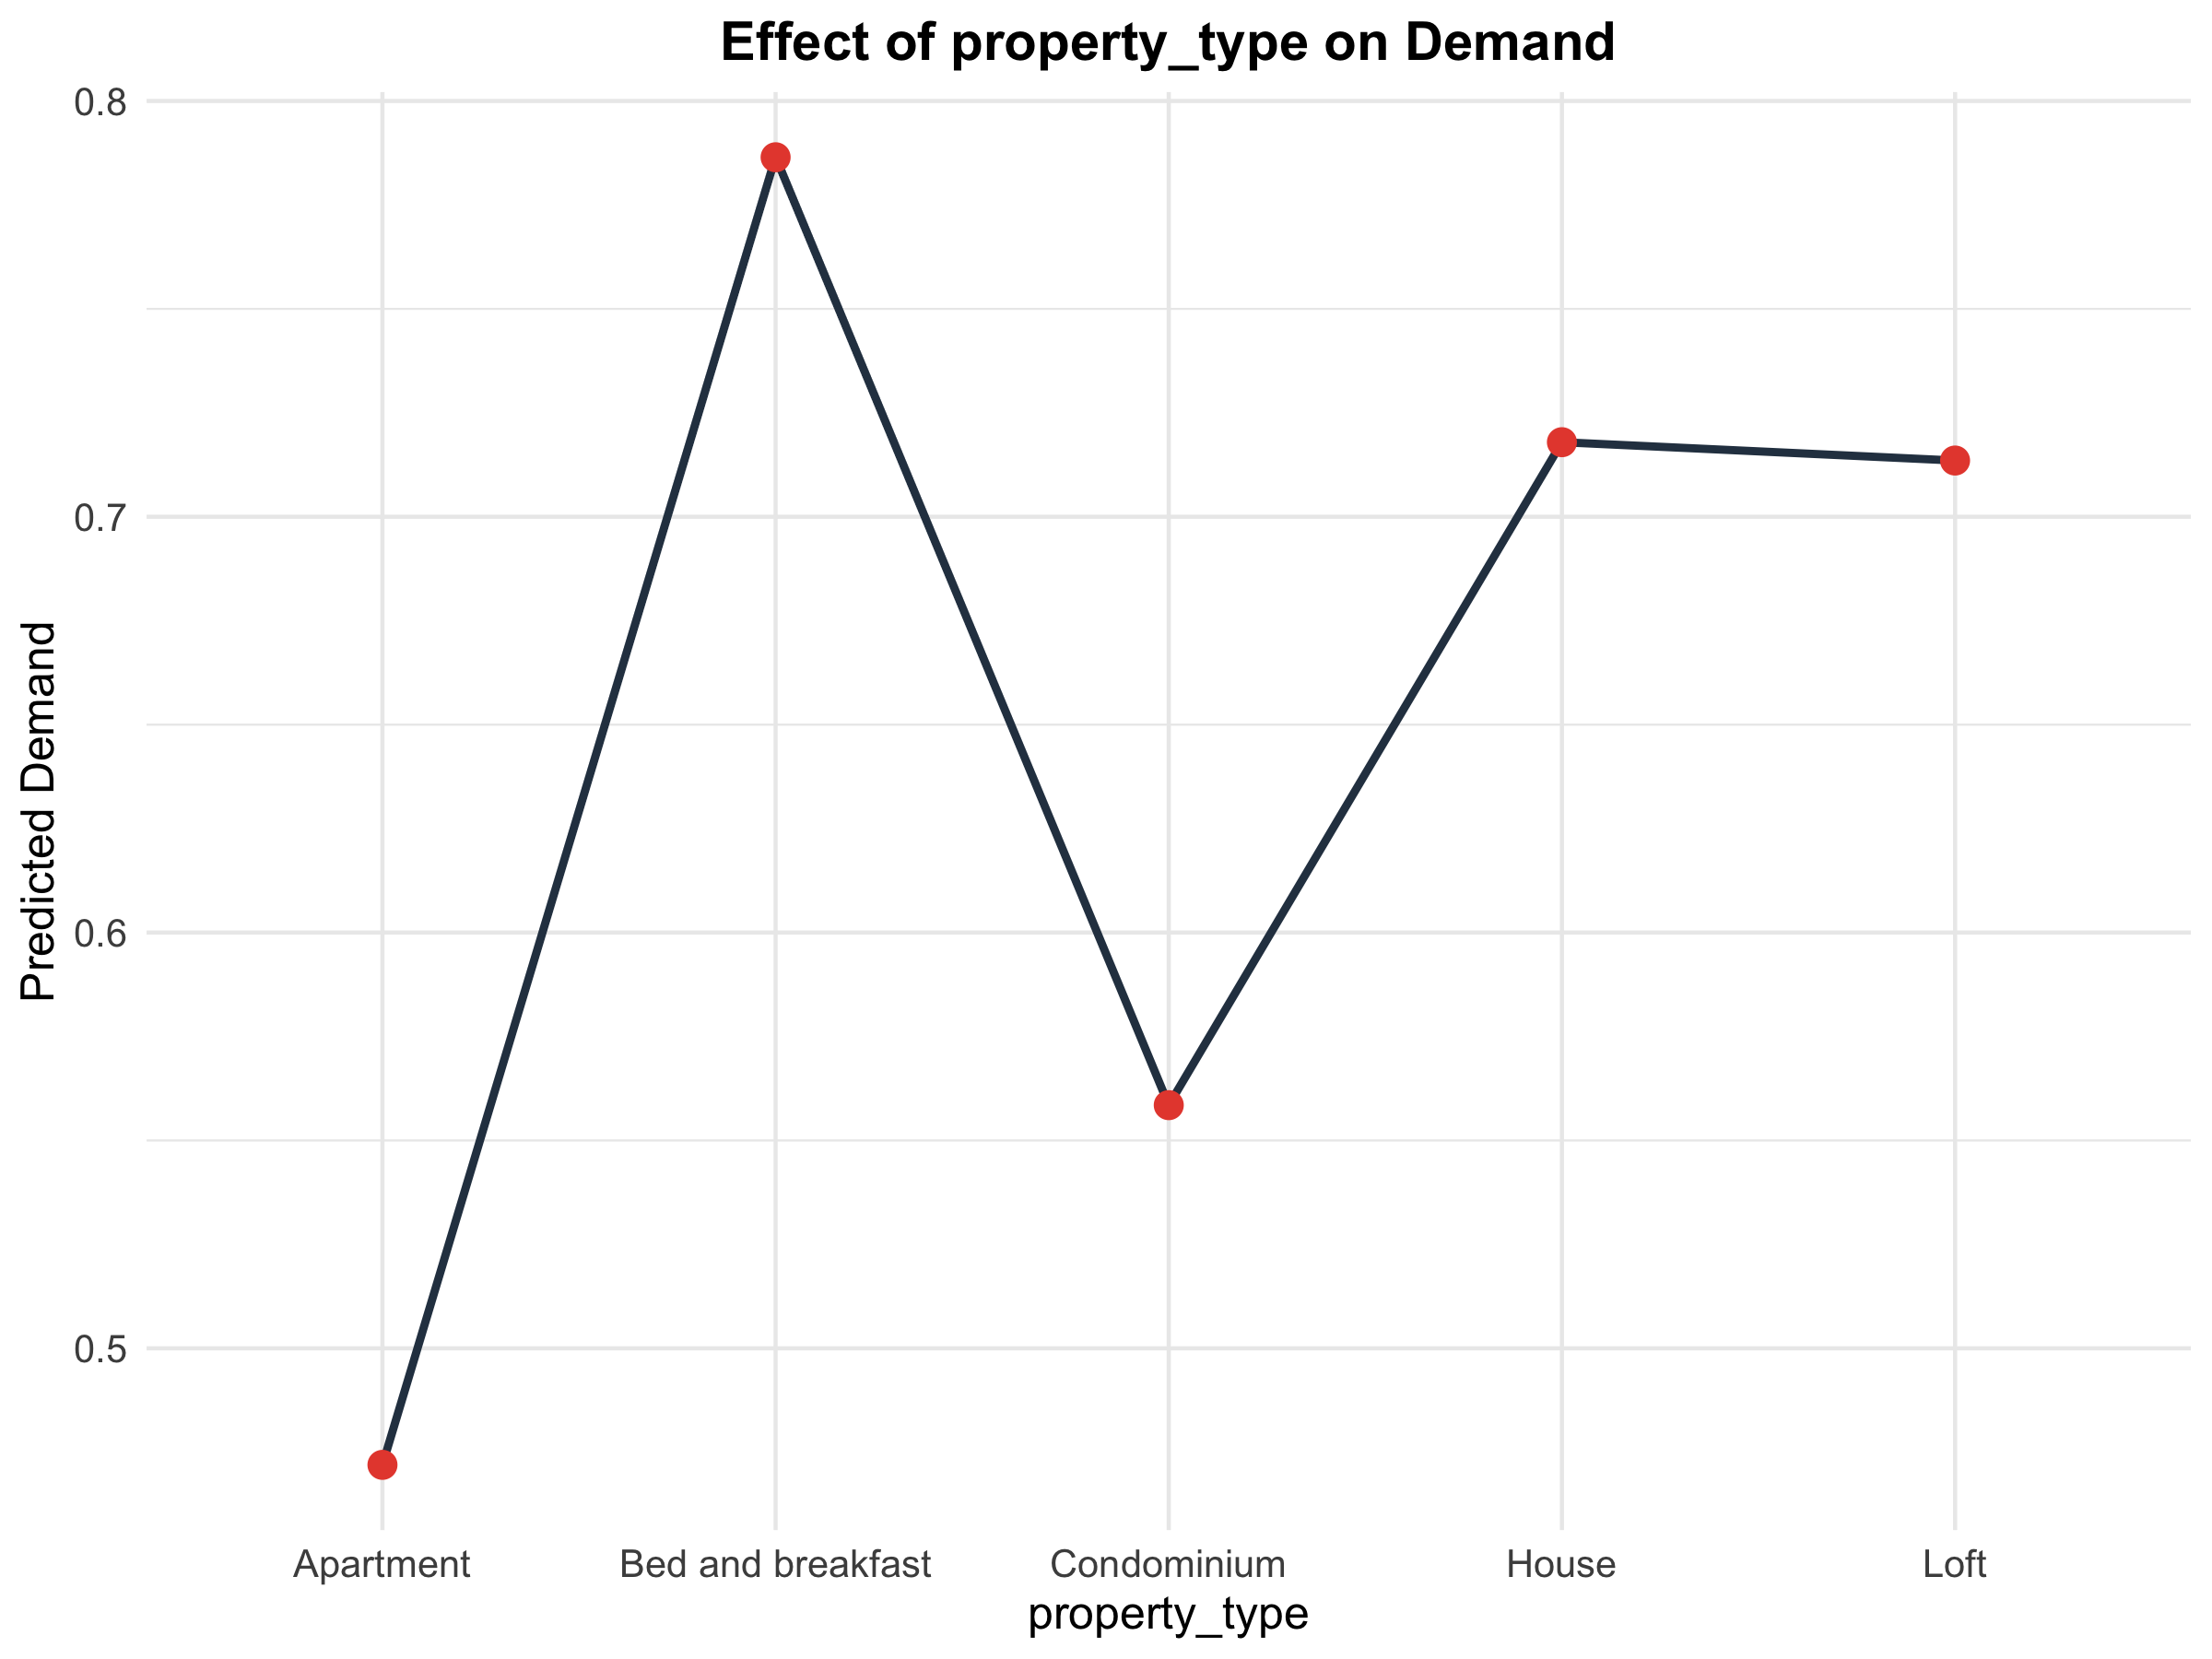 Effect of property_type on Demand
0.8
0.7
0.6
0.5
Predicted Demand
Apartment Bed and breakfast Condominium House Loft
property_type